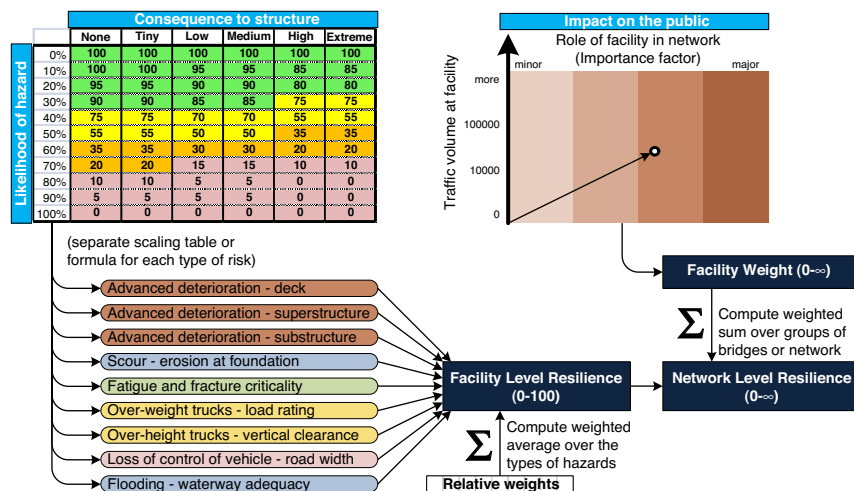 Consequence to structure
None Tiny Low Medium High Extreme
Likelihood of hazard
0% 100 100 100 100 100 100
10% 100 100 95 95 85 85
20% 95 95 90 90 80 80
30% 90 90 85 85 75 75
40% 75 75 70 70 55 55
50% 55 55 50 50 35 35
60% 35 35 30 30 20 20
70% 20 20 15 15 10 10
80% 10 10 5 5 0 0
90% 5 5 5 5 0 0
100% 0 0 0 0 0 0
(separate scaling table or
formula for each type of risk)
Impact on the public
Role of facility in network
(Importance factor)
minor major
Traffic volume at facility
more
100000
10000
0
Advanced deterioration - deck
Advanced deterioration - superstructure
Advanced deterioration - substructure
Scour - erosion at foundation
Fatigue and fracture criticality
Over-weight trucks - load rating
Over-height trucks - vertical clearance
Loss of control of vehicle - road width
Flooding - waterway adequacy
Facility Level Resilience
(0-100)
Σ
Compute weighted
average over the
types of hazards
Relative weights
Facility Weight (0-∞)
Σ
Compute weighted
sum over groups of
bridges or network
Network Level Resilience
(0-∞)